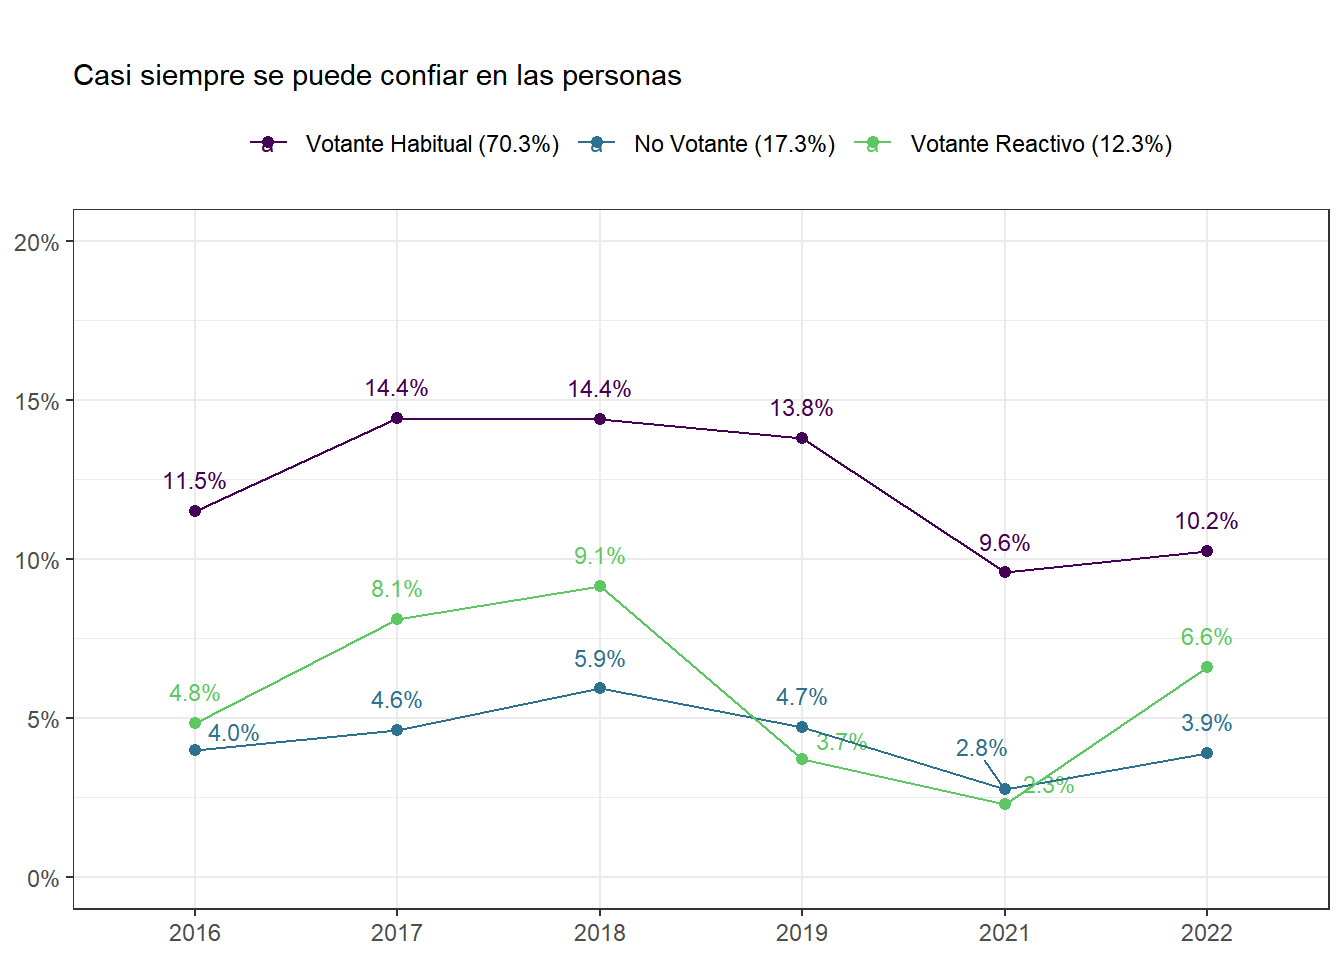 Casi siempre se puede confiar en las personas
a Votante Habitual (70.3%) a No Votante (17.3%) a Votante Reactivo (12.3%)
20%
15%
10%
5%
0%
11.5% 14.4% 14.4% 13.8% 9.6% 10.2%
4.8% 8.1% 9.1% 3.7% 2.3% 6.6%
4.0% 4.6% 5.9% 4.7% 2.8% 3.9%
2016 2017 2018 2019 2021 2022